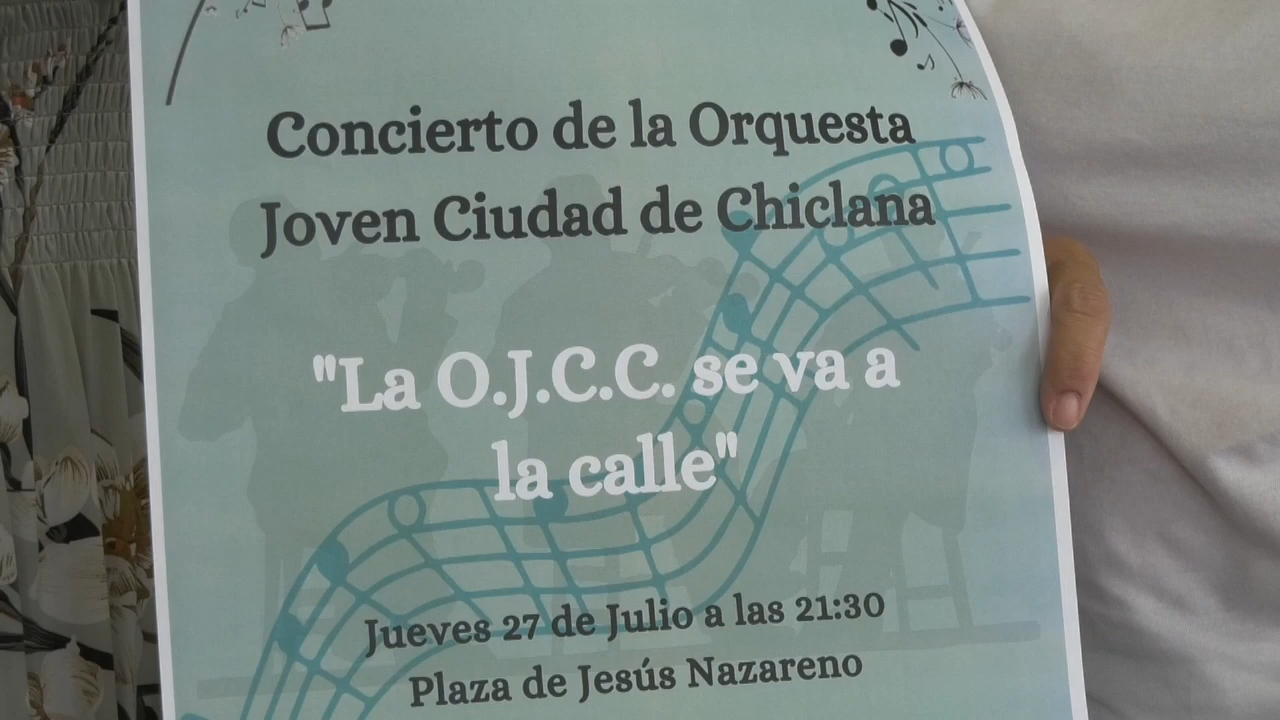 Concierto de la Orquesta
Joven Ciudad de Chiclana
"La O.J.C.C. se va a
la calle"
Jueves 27 de Julio a las 21:30
Plaza de Jesús Nazareno